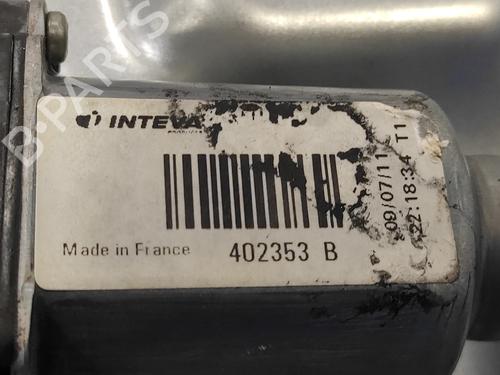 B-PARTS
INTEVA
Made in France
402353 B
09/07/11
22:18:34 T1